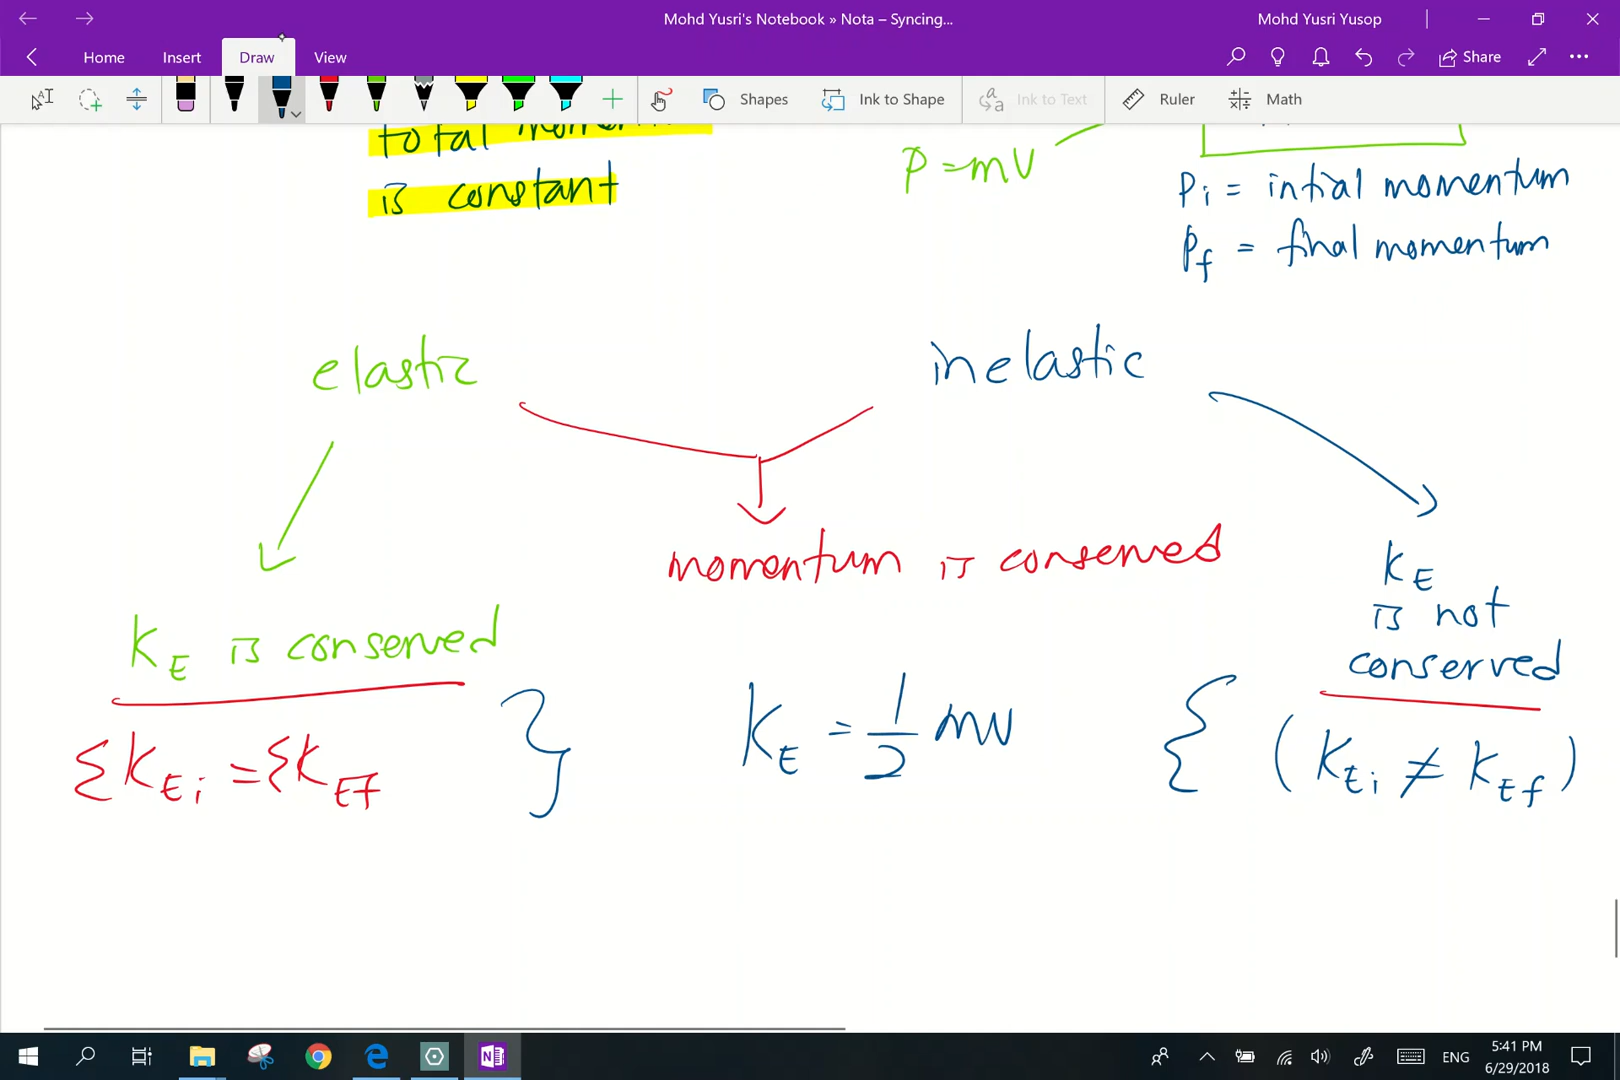 Mohd Yusri's Notebook » Nota – Syncing...
Mohd Yusri Yusop
Home Insert Draw View
Share
Shapes
Ink to Shape
Ink to Text
Ruler
Math
total
is constant
P = mv
Pi = intial momentum
Pf = final momentum
elastic
inelastic
momentum is conserved
KE is conserved
KE
is not
conserved
ΣKEi = ΣKEf
}
KE = 1/2 mv
{
(KEi ≠ KEf)
ENG
5:41 PM
6/29/2018